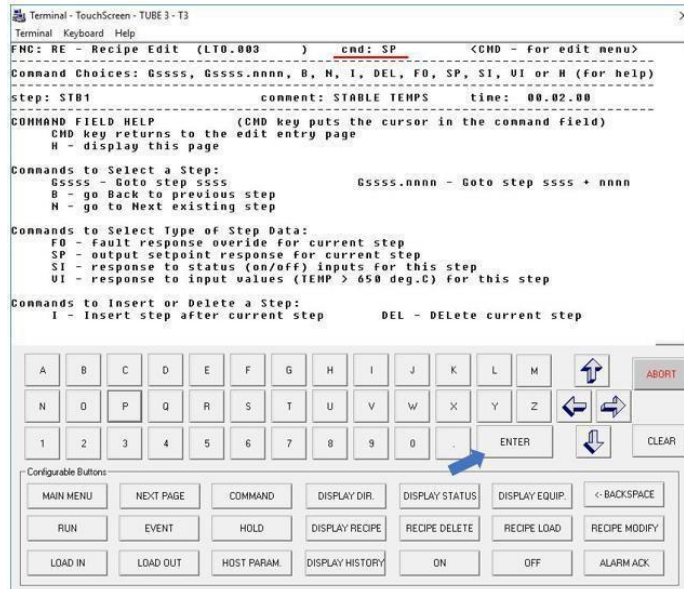 Terminal - TouchScreen - TUBE 3 - T3
Terminal Keyboard Help
FNC: RE - Recipe Edit (LTO.003 ) cmd: SP <CMD - for edit menu>
Command Choices: Gssss, Gssss.nnnn, B, N, I, DEL, FO, SP, SI, VI or H (for help)
step: STB1 comment: STABLE TEMPS time: 00.02.00
COMMAND FIELD HELP (CMD key puts the cursor in the command field)
CMD key returns to the edit entry page
H - display this page
Commands to Select a Step:
Gssss - Goto step ssss Gssss.nnnn - Goto step ssss + nnnn
B - go Back to previous step
N - go to Next existing step
Commands to Select Type of Step Data:
FO - fault response overide for current step
SP - output setpoint response for current step
SI - response to status (on/off) inputs for this step
VI - response to input values (TEMP > 650 deg.C) for this step
Commands to Insert or Delete a Step:
I - Insert step after current step DEL - DELete current step
A B C D E F G H I J K L M ABORT
N O P Q R S T U V W X Y Z
1 2 3 4 5 6 7 8 9 0 . ENTER CLEAR
Configurable Buttons
MAIN MENU NEXT PAGE COMMAND DISPLAY DIR. DISPLAY STATUS DISPLAY EQUIP. <- BACKSPACE
RUN EVENT HOLD DISPLAY RECIPE RECIPE DELETE RECIPE LOAD RECIPE MODIFY
LOAD IN LOAD OUT HOST PARAM. DISPLAY HISTORY ON OFF ALARM ACK